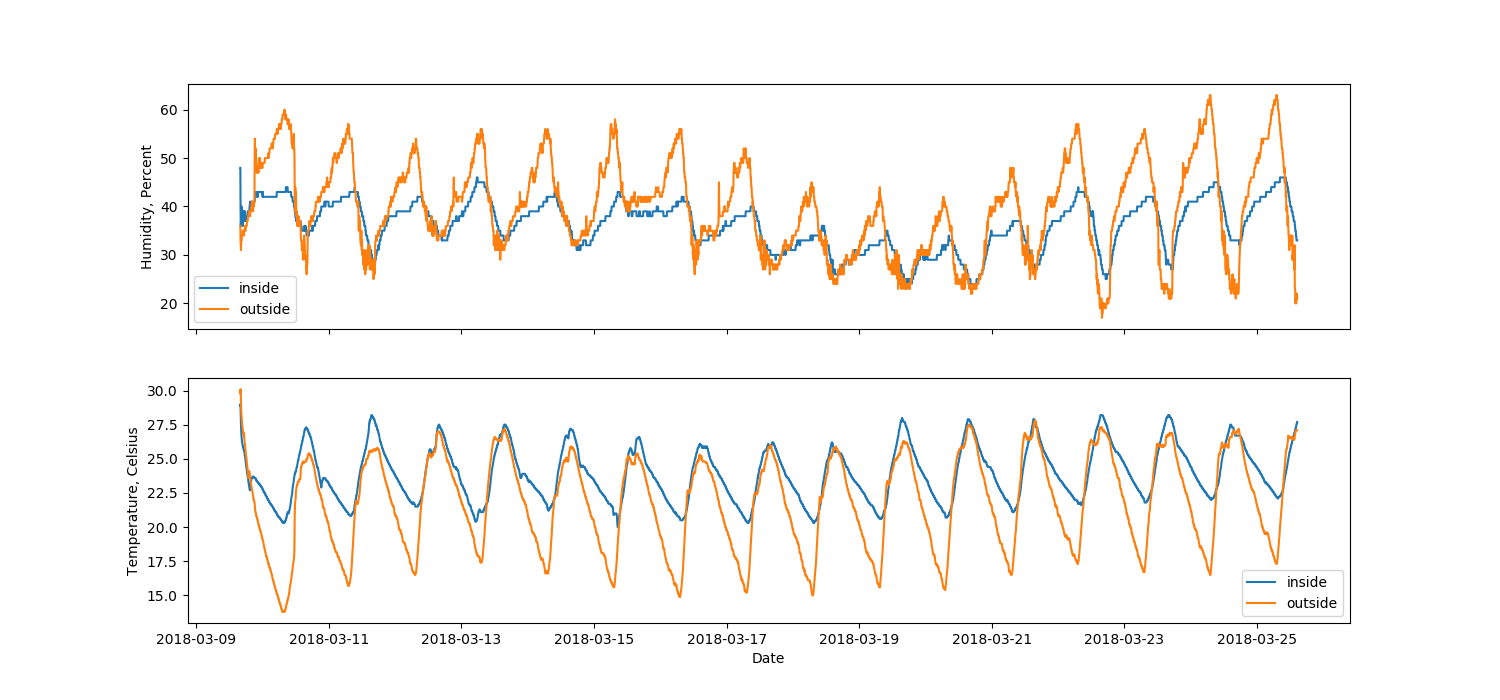 Humidity, Percent
60
50
40
30
20
inside
outside
Temperature, Celsius
30.0
27.5
25.0
22.5
20.0
17.5
15.0
inside
outside
2018-03-09 2018-03-11 2018-03-13 2018-03-15 2018-03-17 2018-03-19 2018-03-21 2018-03-23 2018-03-25
Date